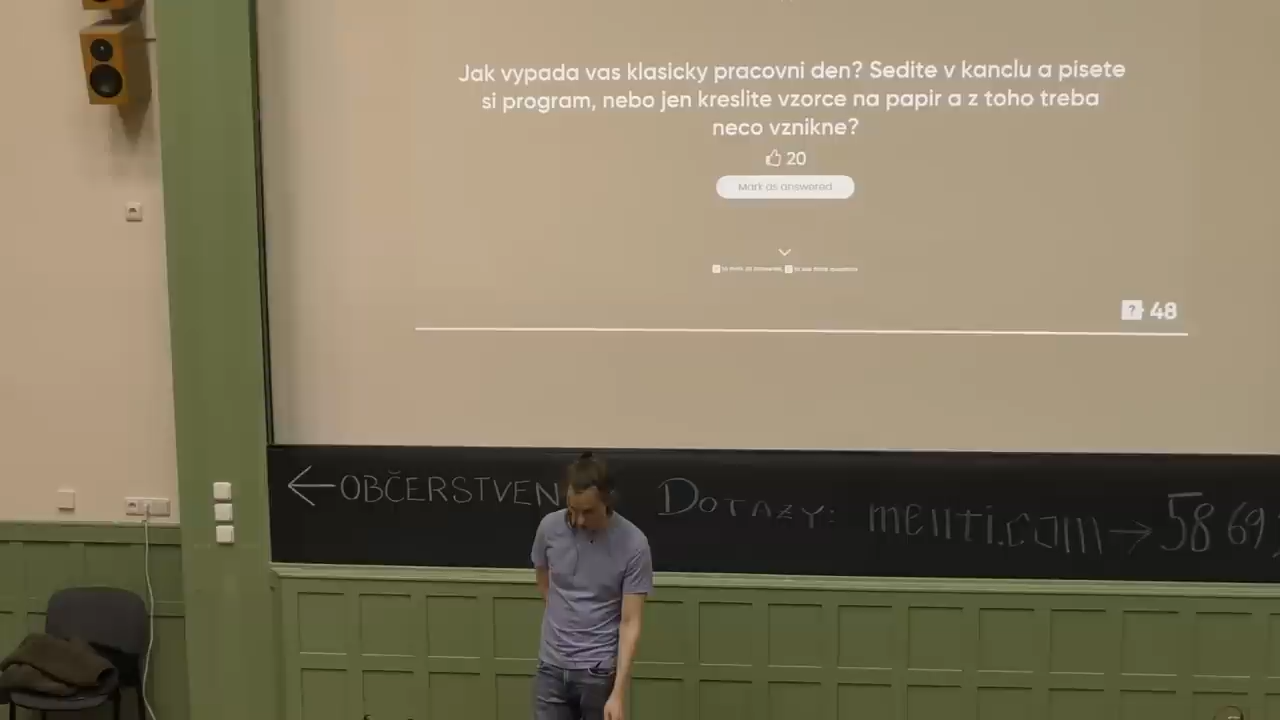 Jak vypada vas klasicky pracovni den? Sedite v kanclu a pisete
si program, nebo jen kreslite vzorce na papir a z toho treba
neco vznikne?
20
Mark as answered
? 48
← OBČERSTVEN
DOTAZY: menti.com → 58 69